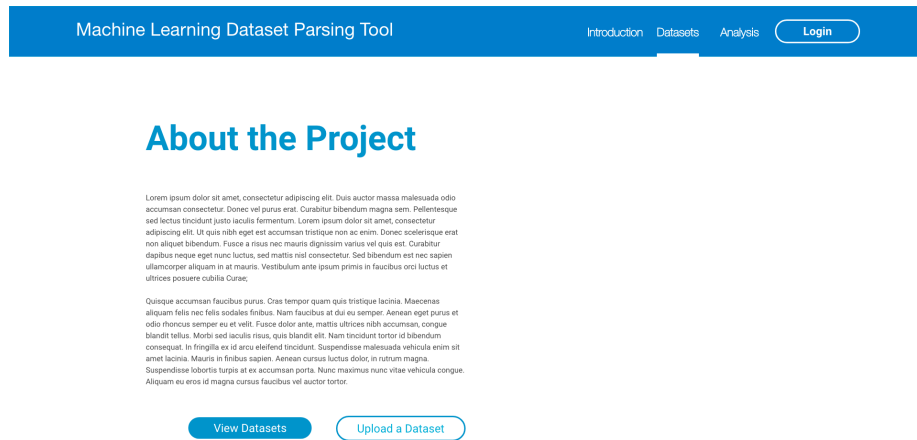 Machine Learning Dataset Parsing Tool
Introduction Datasets Analysis Login
About the Project
Lorem ipsum dolor sit amet, consectetur adipiscing elit. Duis auctor massa malesuada odio
accumsan consectetur. Donec vel purus erat. Curabitur bibendum magna sem. Pellentesque
sed lectus tincidunt justo iaculis fermentum. Lorem ipsum dolor sit amet, consectetur
adipiscing elit. Ut quis nibh eget est accumsan tristique non ac enim. Donec scelerisque erat
non aliquet bibendum. Fusce a risus nec mauris dignissim varius vel quis est. Curabitur
dapibus neque eget nunc luctus, sed mattis nisl consectetur. Sed bibendum est nec sapien
ullamcorper aliquam in at mauris. Vestibulum ante ipsum primis in faucibus orci luctus et
ultrices posuere cubilia Curae;
Quisque accumsan faucibus purus. Cras tempor quam quis tristique lacinia. Maecenas
aliquam felis nec felis sodales finibus. Nam faucibus at dui eu semper. Aenean eget purus et
odio rhoncus semper eu et velit. Fusce dolor ante, mattis ultrices nibh accumsan, congue
blandit tellus. Morbi sed iaculis risus, quis blandit elit. Nam tincidunt tortor id bibendum
consequat. In fringilla ex id arcu eleifend tincidunt. Suspendisse malesuada vehicula enim sit
amet lacinia. Mauris in finibus sapien. Aenean cursus luctus dolor, in rutrum magna.
Suspendisse lobortis turpis at ex accumsan porta. Nunc maximus nunc vitae vehicula congue.
Aliquam eu eros id magna cursus faucibus vel auctor tortor.
View Datasets Upload a Dataset